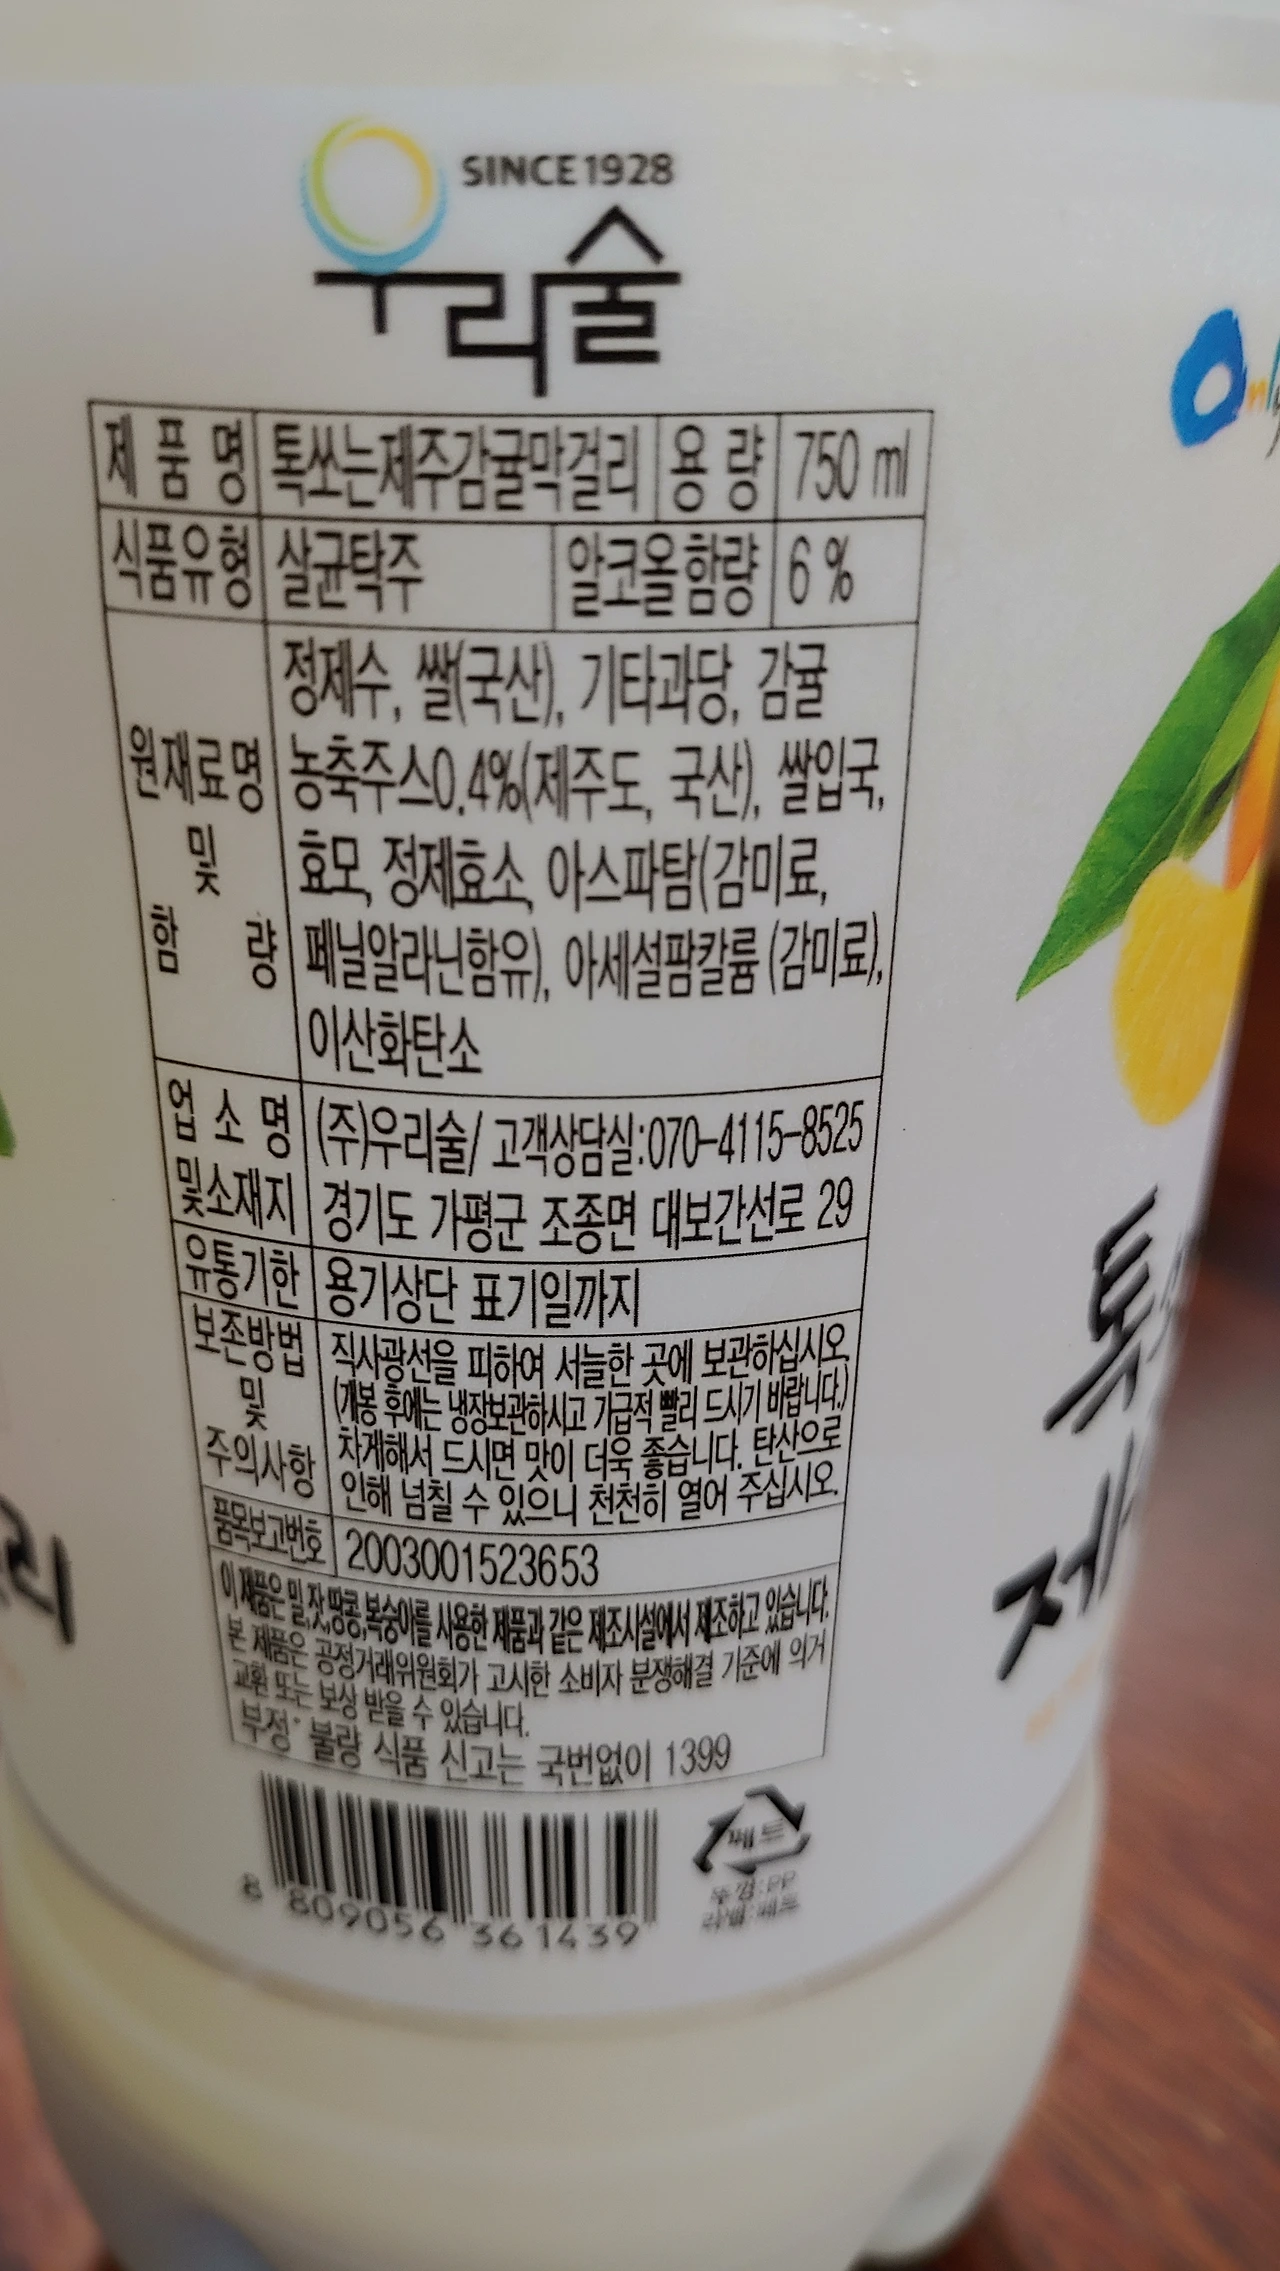 SINCE 1928
우리술
제품명 톡쏘는제주감귤막걸리 용량 750 ml
식품유형 살균탁주 알코올함량 6 %
원재료명 및 함량
정제수, 쌀(국산), 기타과당, 감귤
농축주스0.4%(제주도, 국산), 쌀입국,
효모, 정제효소, 아스파탐(감미료,
페닐알라닌함유), 아세설팜칼륨 (감미료),
이산화탄소
업소명 (주)우리술/ 고객상담실:070-4115-8525
및소재지 경기도 가평군 조종면 대보간선로 29
유통기한 용기상단 표기일까지
보존방법 및 주의사항
직사광선을 피하여 서늘한 곳에 보관하십시오
(개봉 후에는 냉장보관하시고 가급적 빨리 드시기 바랍니다.)
차게해서 드시면 맛이 더욱 좋습니다. 탄산으로
인해 넘칠 수 있으니 천천히 열어 주십시오.
품목보고번호 2003001523653
이 제품은 밀,잣,땅콩,복숭아를 사용한 제품과 같은 제조시설에서 제조하고 있습니다.
본 제품은 공정거래위원회가 고시한 소비자 분쟁해결 기준에 의거
교환 또는 보상 받을 수 있습니다.
부정·불량 식품 신고는 국번없이 1399
8 809056 361439
페트
뚜껑:PP
라벨:페트
톡
제
리